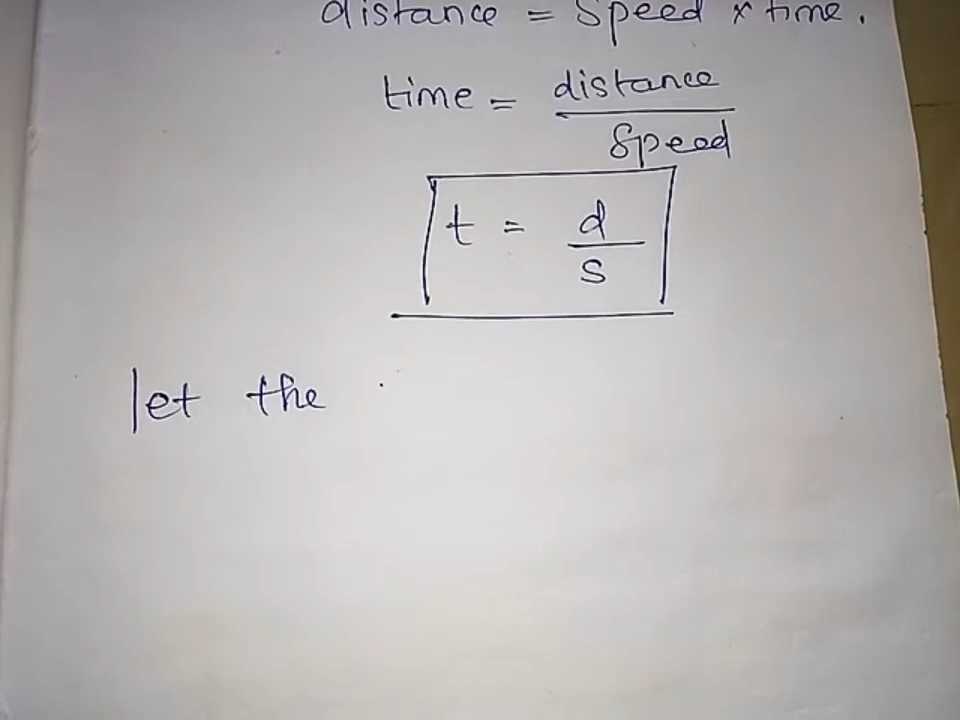 distance = Speed × time.
time = distance
Speed
t = d
s
let the